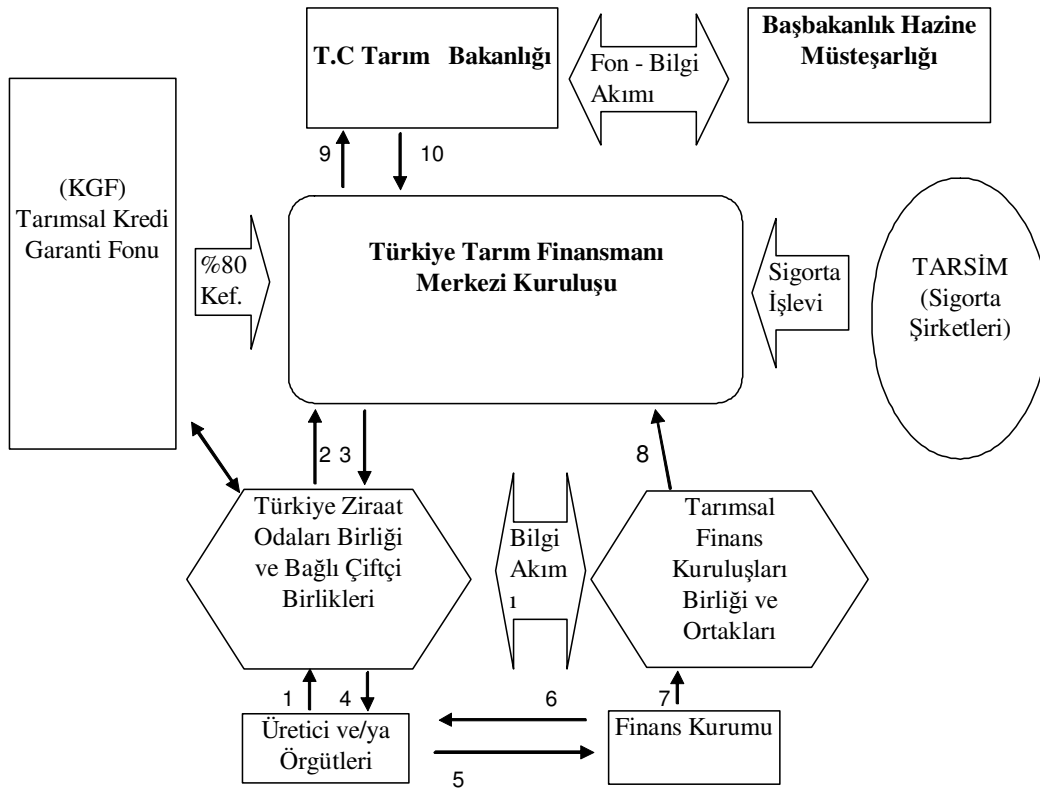 T.C Tarım Bakanlığı
Fon - Bilgi
Akımı
Başbakanlık Hazine
Müsteşarlığı
9
10
(KGF)
Tarımsal Kredi
Garanti Fonu
%80
Kef.
Türkiye Tarım Finansmanı
Merkezi Kuruluşu
Sigorta
İşlevi
TARSİM
(Sigorta
Şirketleri)
2
3
8
Türkiye Ziraat
Odaları Birliği
ve Bağlı Çiftçi
Birlikleri
Bilgi
Akım
ı
Tarımsal
Finans
Kuruluşları
Birliği ve
Ortakları
1
4
6
7
Üretici ve/ya
Örgütleri
5
Finans Kurumu